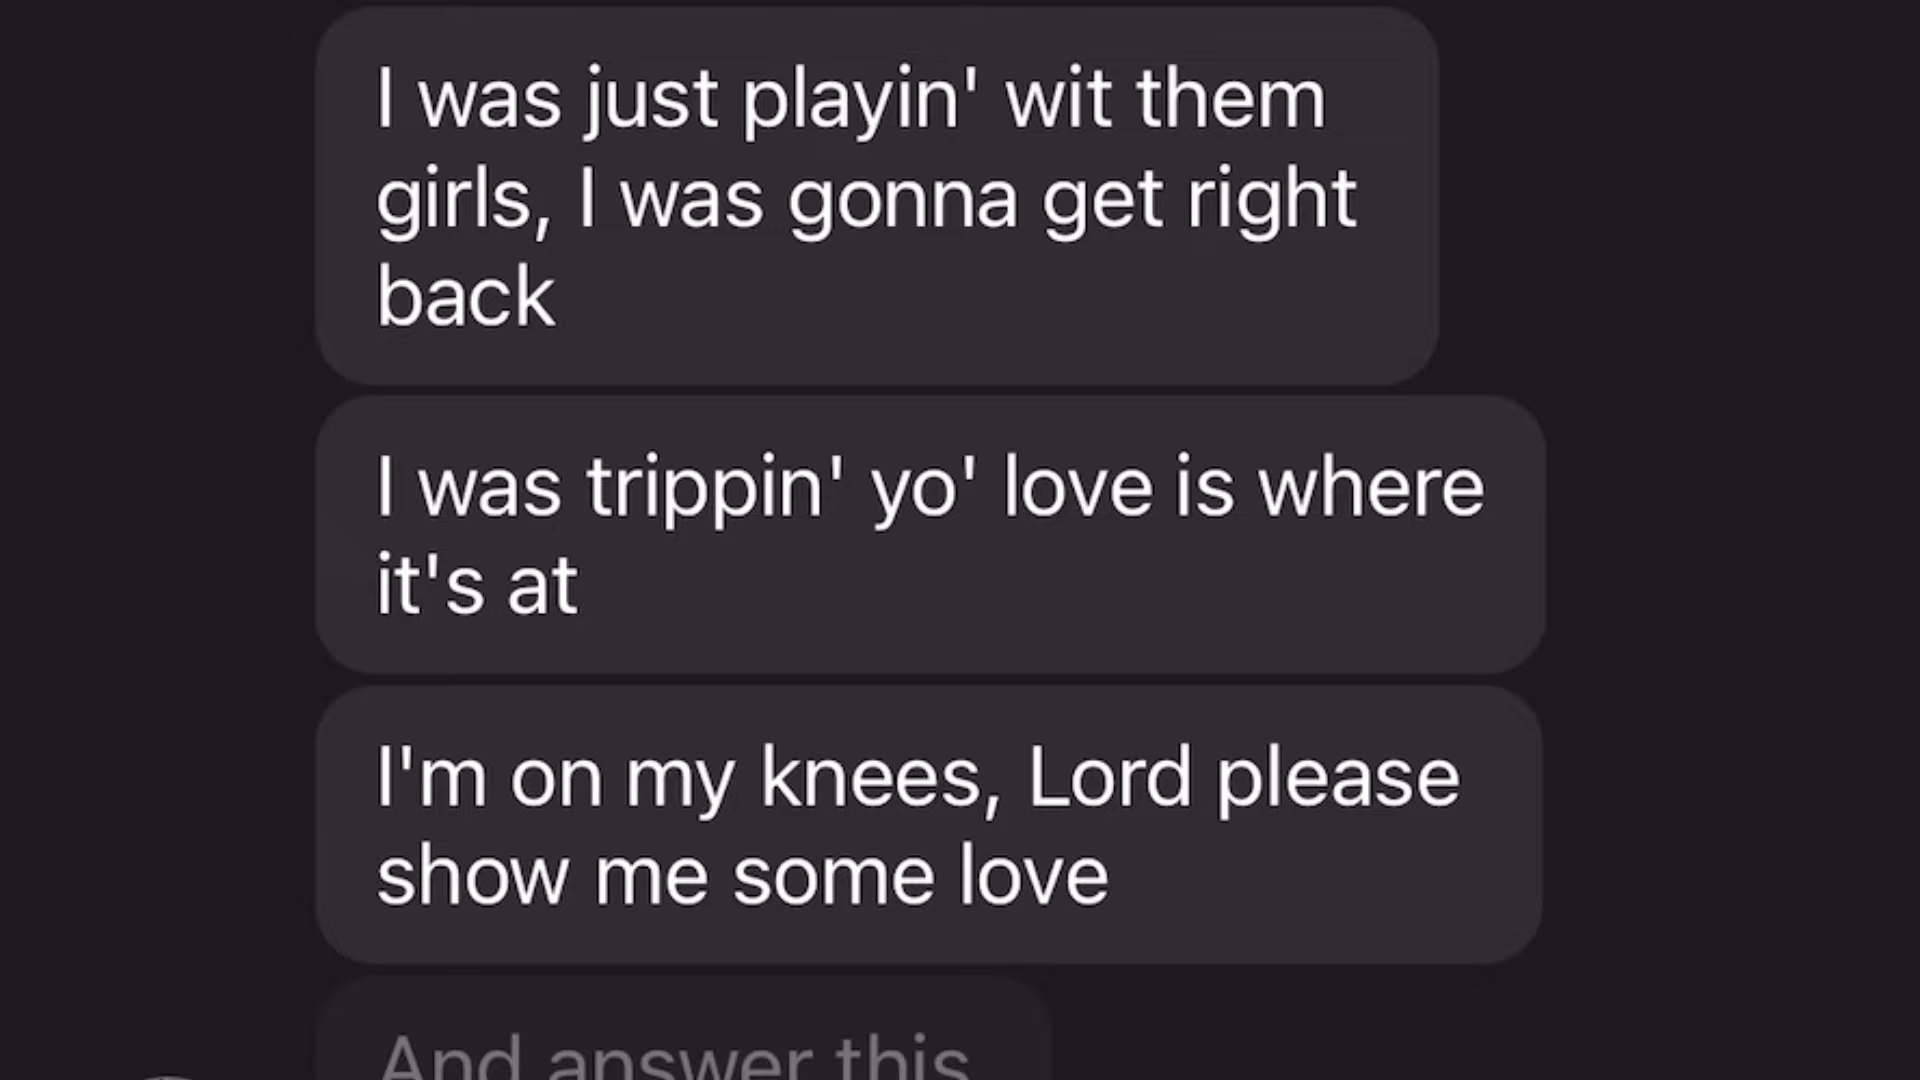 I was just playin' wit them
girls, I was gonna get right
back
I was trippin' yo' love is where
it's at
I'm on my knees, Lord please
show me some love
And answer this